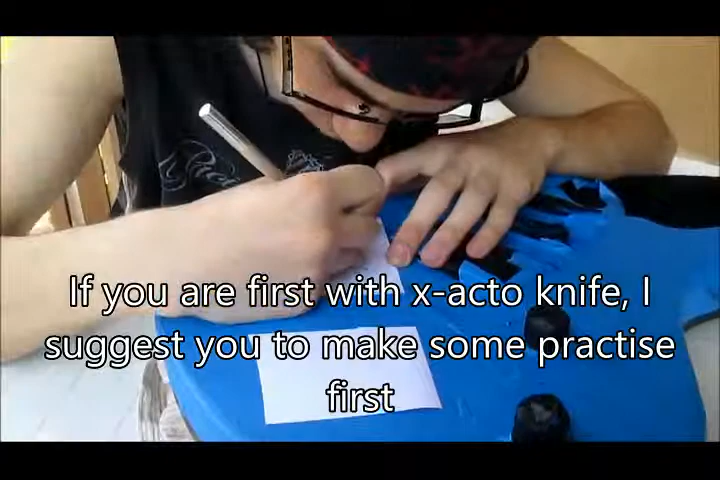 If you are first with x-acto knife, I
suggest you to make some practise
first